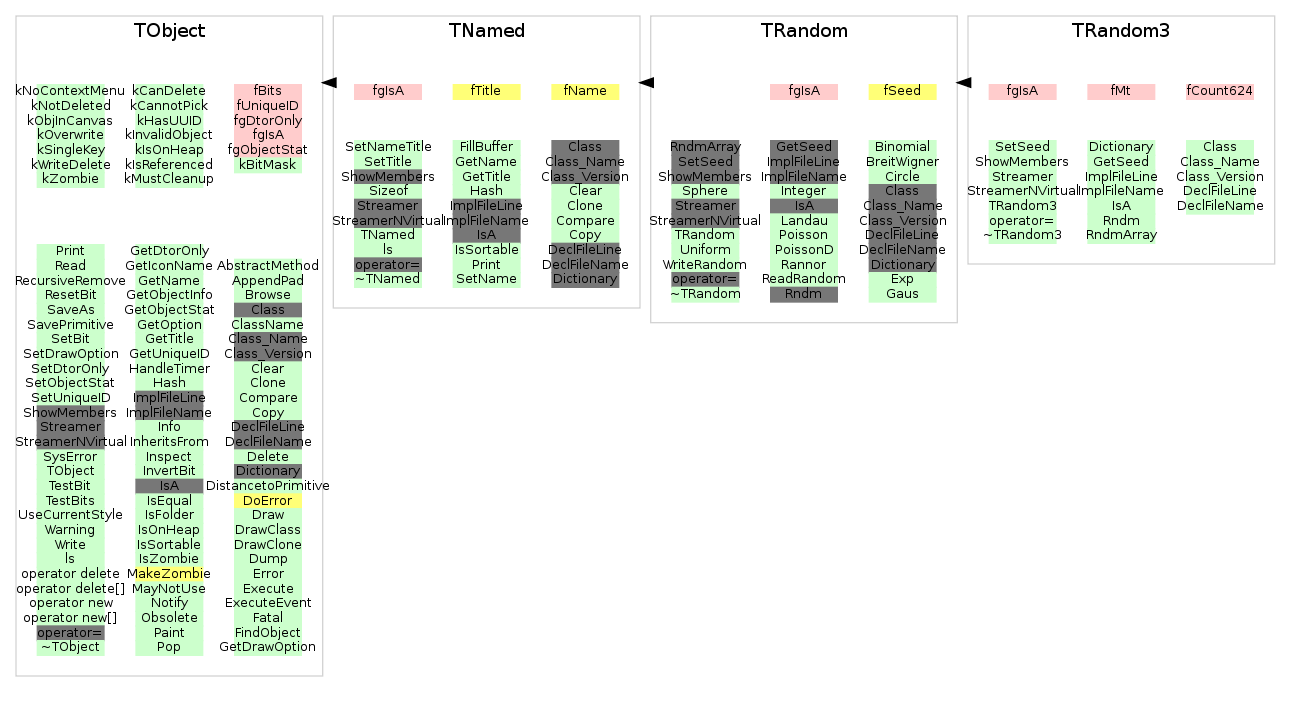 TObject
kNoContextMenu kCanDelete fBits
kNotDeleted kCannotPick fUniqueID
kObjInCanvas kHasUUID fgDtorOnly
kOverwrite kInvalidObject fgIsA
kSingleKey kIsOnHeap fgObjectStat
kWriteDelete kIsReferenced kBitMask
kZombie kMustCleanup
Print GetDtorOnly
Read GetIconName AbstractMethod
RecursiveRemove GetName AppendPad
ResetBit GetObjectInfo Browse
SaveAs GetObjectStat Class
SavePrimitive GetOption ClassName
SetBit GetTitle Class_Name
SetDrawOption GetUniqueID Class_Version
SetDtorOnly HandleTimer Clear
SetObjectStat Hash Clone
SetUniqueID ImplFileLine Compare
ShowMembers ImplFileName Copy
Streamer Info DeclFileLine
StreamerNVirtual InheritsFrom DeclFileName
SysError Inspect Delete
TObject InvertBit Dictionary
TestBit IsA DistancetoPrimitive
TestBits IsEqual DoError
UseCurrentStyle IsFolder Draw
Warning IsOnHeap DrawClass
Write IsSortable DrawClone
ls IsZombie Dump
operator delete MakeZombie Error
operator delete[] MayNotUse Execute
operator new Notify ExecuteEvent
operator new[] Obsolete Fatal
operator= Paint FindObject
~TObject Pop GetDrawOption
TNamed
fgIsA fTitle fName
SetNameTitle FillBuffer Class
SetTitle GetName Class_Name
ShowMembers GetTitle Class_Version
Sizeof Hash Clear
Streamer ImplFileLine Clone
StreamerNVirtual ImplFileName Compare
TNamed IsA Copy
ls IsSortable DeclFileLine
operator= Print DeclFileName
~TNamed SetName Dictionary
TRandom
fgIsA fSeed
RndmArray GetSeed Binomial
SetSeed ImplFileLine BreitWigner
ShowMembers ImplFileName Circle
Sphere Integer Class
Streamer IsA Class_Name
StreamerNVirtual Landau Class_Version
TRandom Poisson DeclFileLine
Uniform PoissonD DeclFileName
WriteRandom Rannor Dictionary
operator= ReadRandom Exp
~TRandom Rndm Gaus
TRandom3
fgIsA fMt fCount624
SetSeed Dictionary Class
ShowMembers GetSeed Class_Name
Streamer ImplFileLine Class_Version
StreamerNVirtual ImplFileName DeclFileLine
TRandom3 IsA DeclFileName
operator= Rndm
~TRandom3 RndmArray